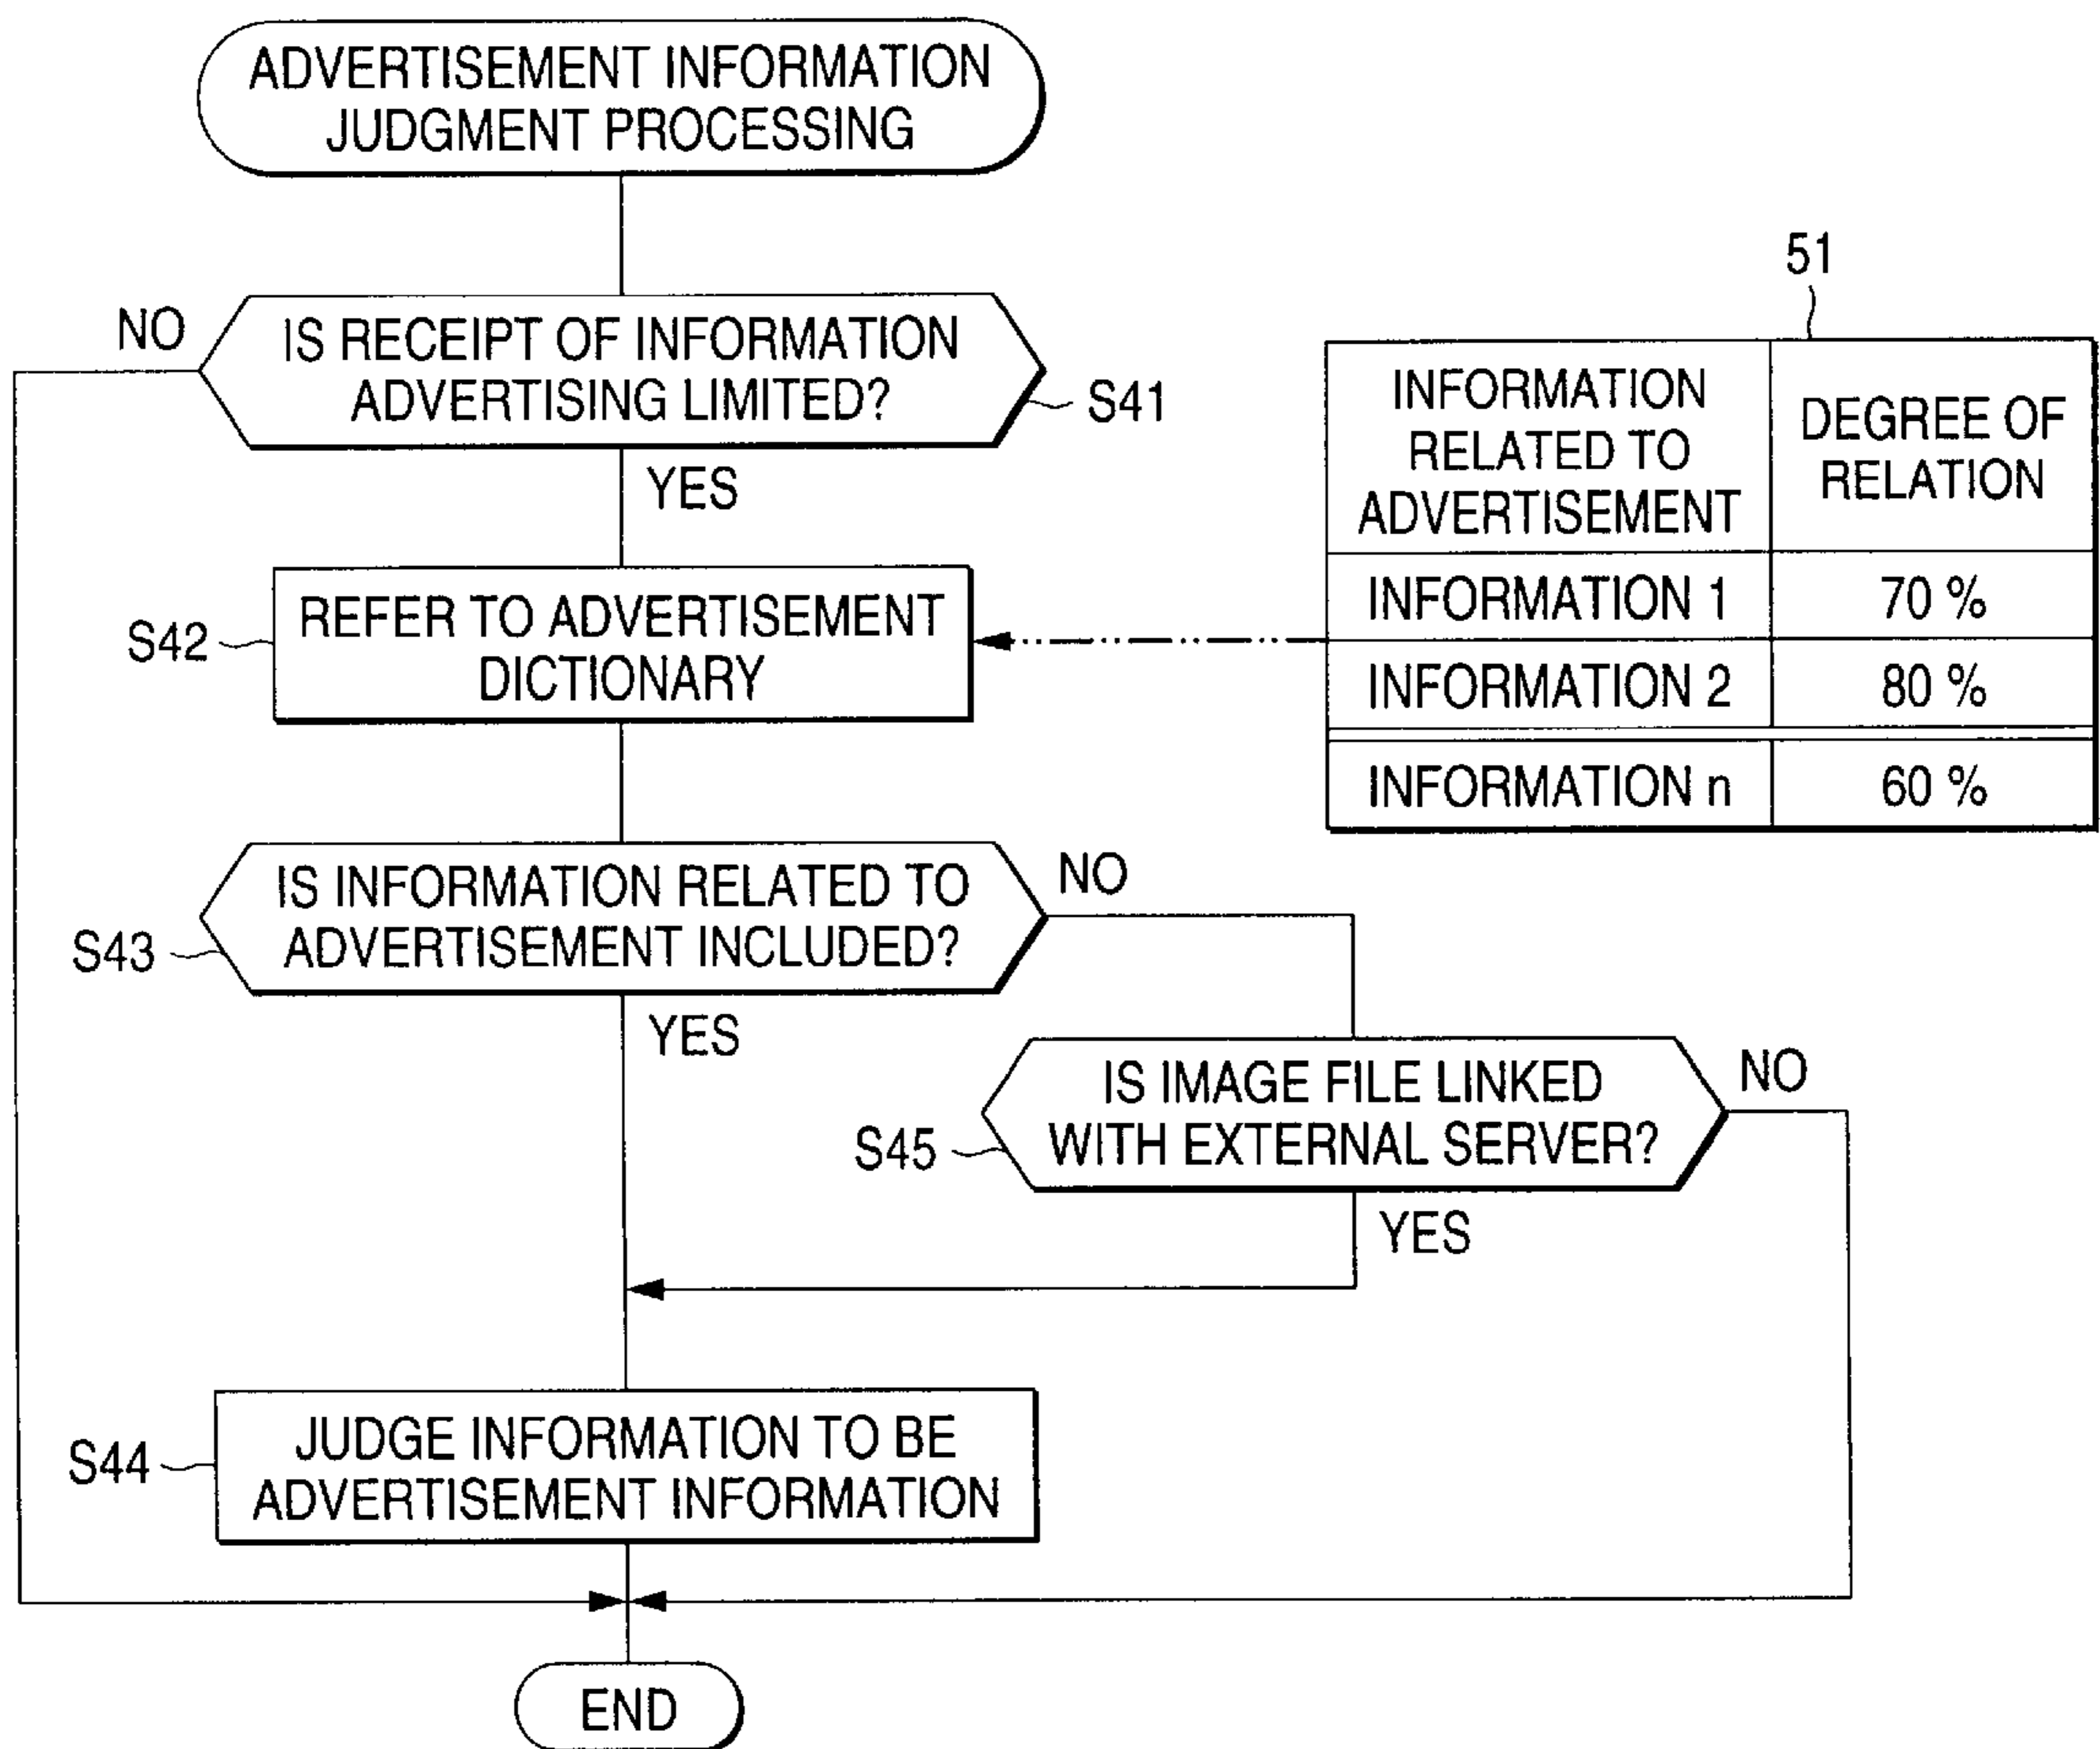 ADVERTISEMENT INFORMATION
JUDGMENT PROCESSING
NO
IS RECEIPT OF INFORMATION
ADVERTISING LIMITED?
S41
YES
S42
REFER TO ADVERTISEMENT
DICTIONARY
51
INFORMATION
RELATED TO
ADVERTISEMENT
DEGREE OF
RELATION
INFORMATION 1
70 %
INFORMATION 2
80 %
INFORMATION n
60 %
S43
IS INFORMATION RELATED TO
ADVERTISEMENT INCLUDED?
NO
YES
S45
IS IMAGE FILE LINKED
WITH EXTERNAL SERVER?
NO
YES
S44
JUDGE INFORMATION TO BE
ADVERTISEMENT INFORMATION
END